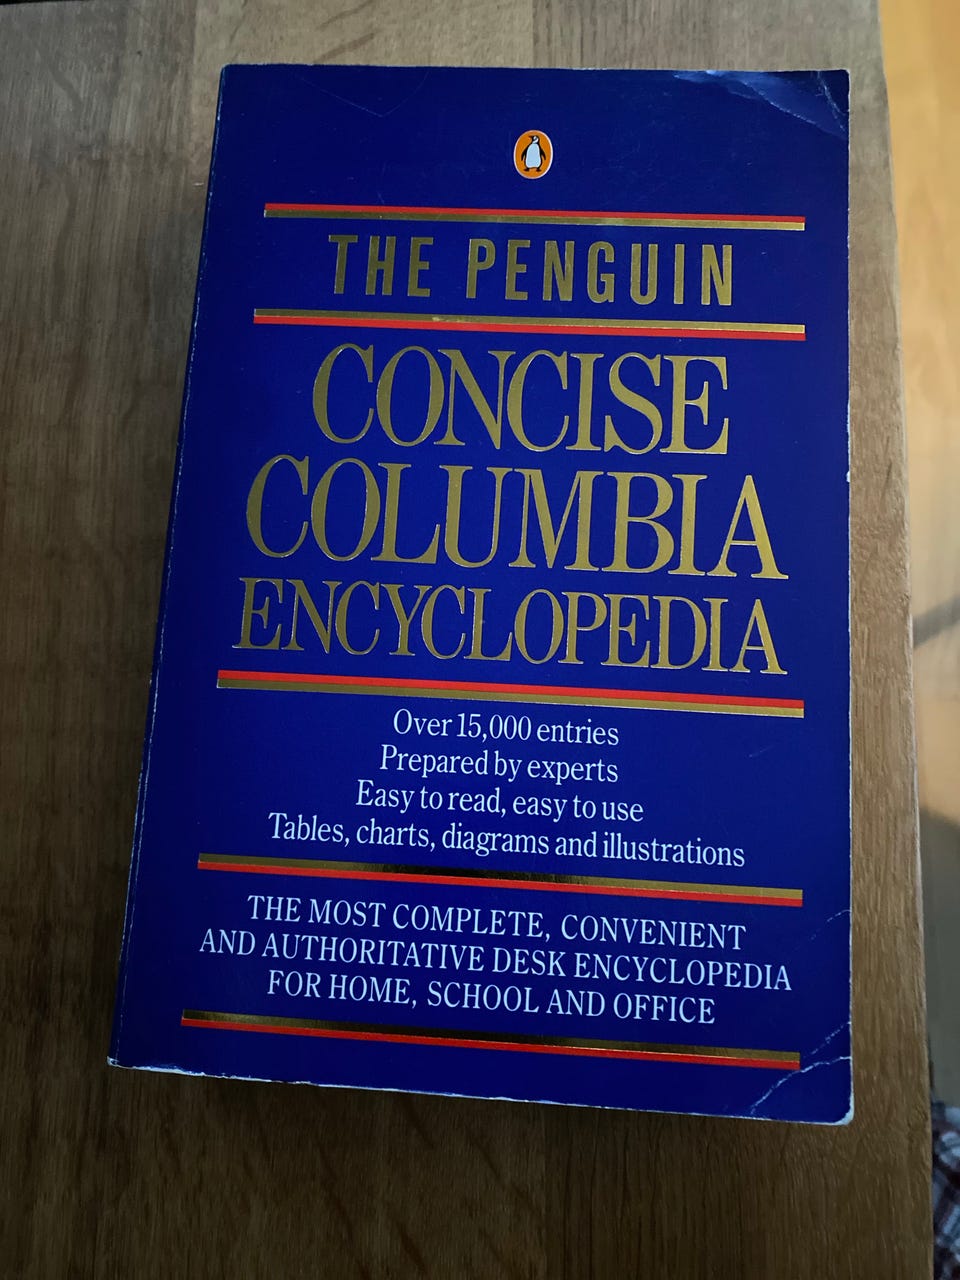 THE PENGUIN
CONCISE
COLUMBIA
ENCYCLOPEDIA
Over 15,000 entries
Prepared by experts
Easy to read, easy to use
Tables, charts, diagrams and illustrations
THE MOST COMPLETE, CONVENIENT
AND AUTHORITATIVE DESK ENCYCLOPEDIA
FOR HOME, SCHOOL AND OFFICE